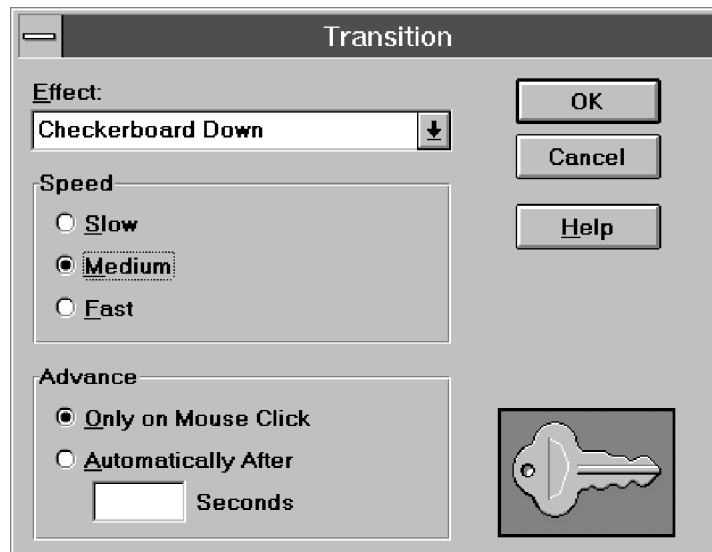 Transition
Effect:
Checkerboard Down
OK
Cancel
Help
Speed
Slow
Medium
Fast
Advance
Only on Mouse Click
Automatically After
Seconds